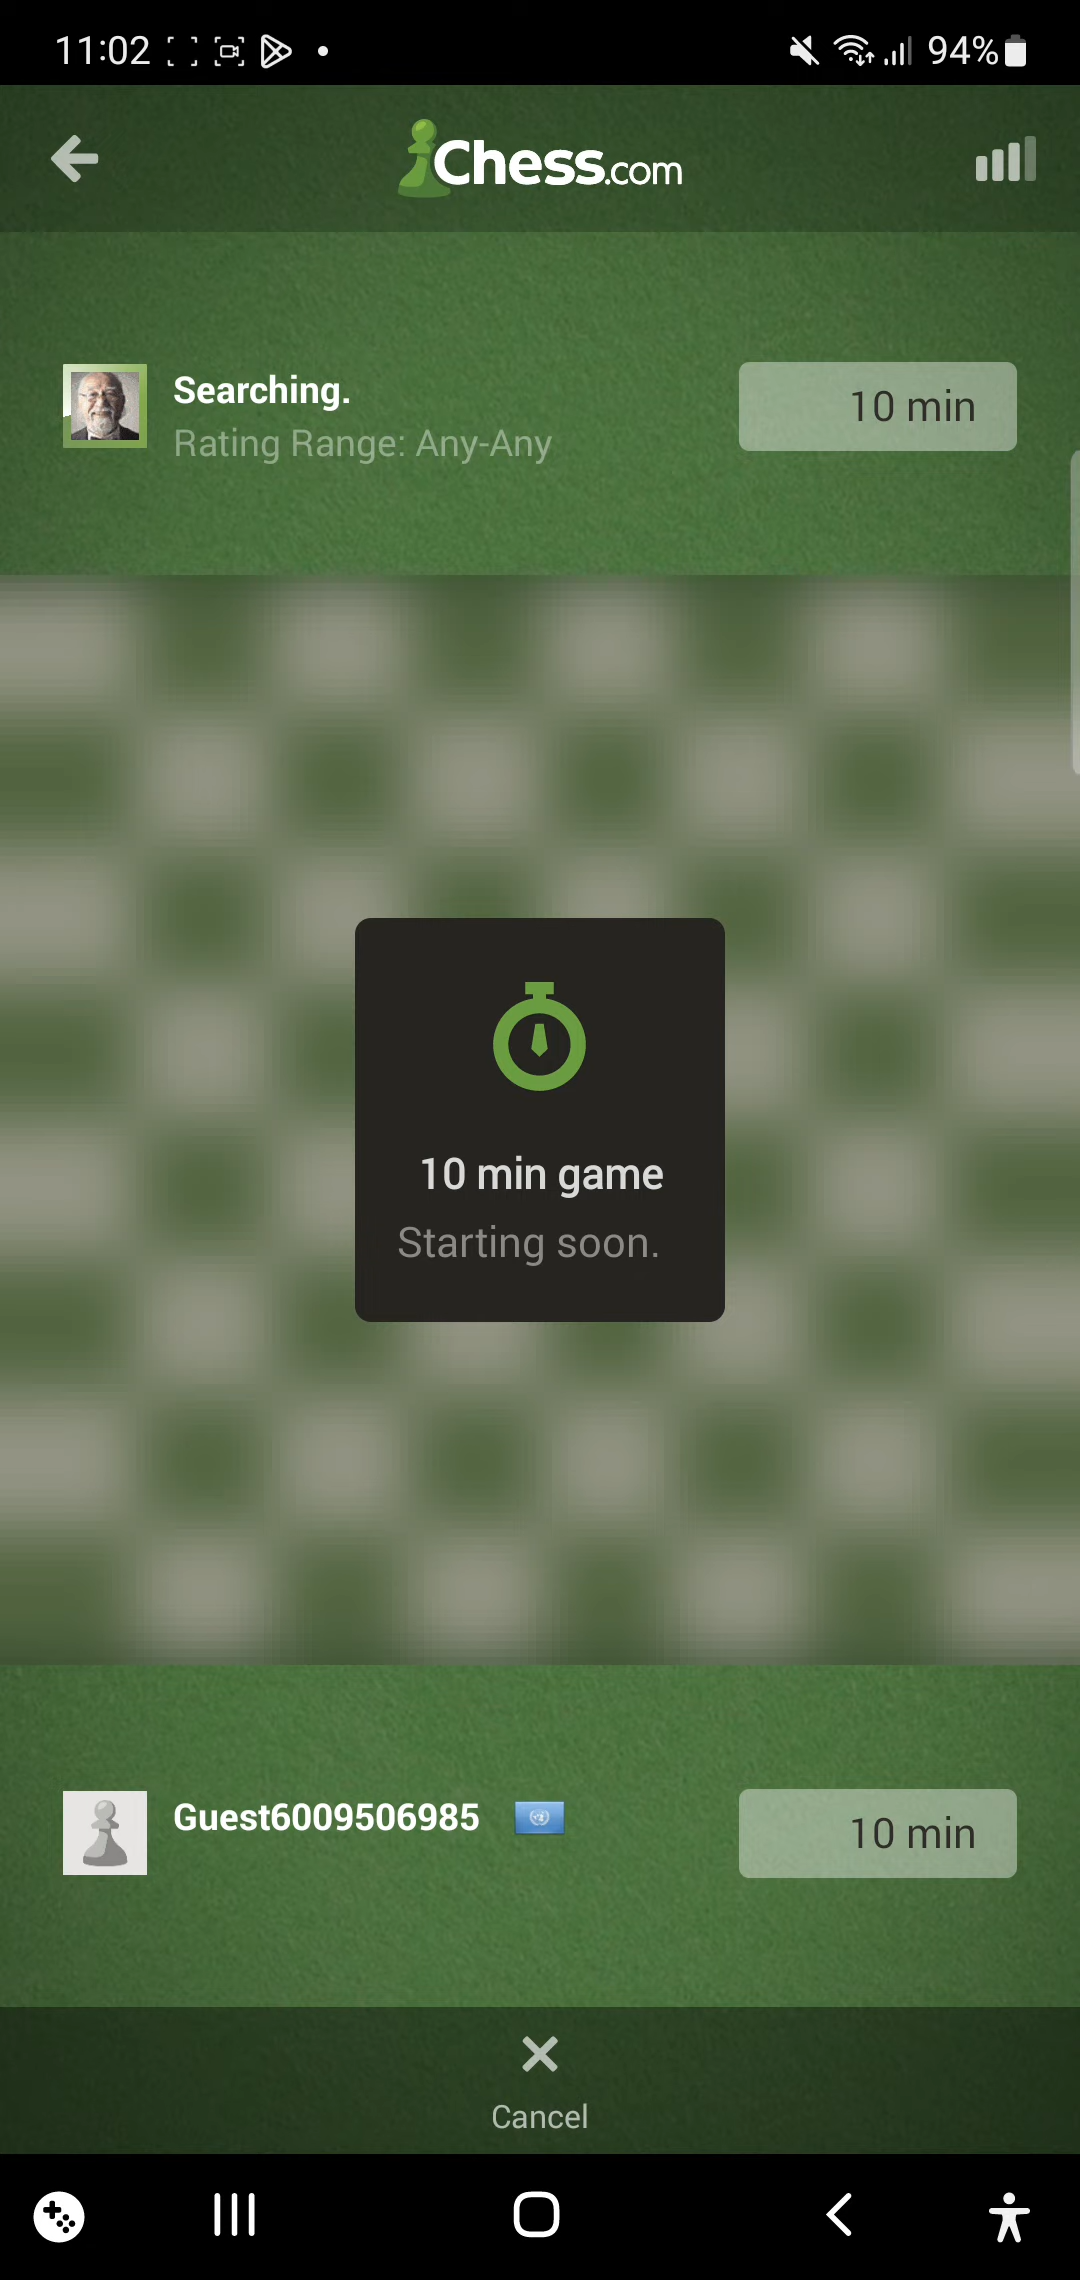 11:02
94%
Chess.com
Searching.
10 min
Rating Range: Any-Any
10 min game
Starting soon.
Guest6009506985
10 min
Cancel